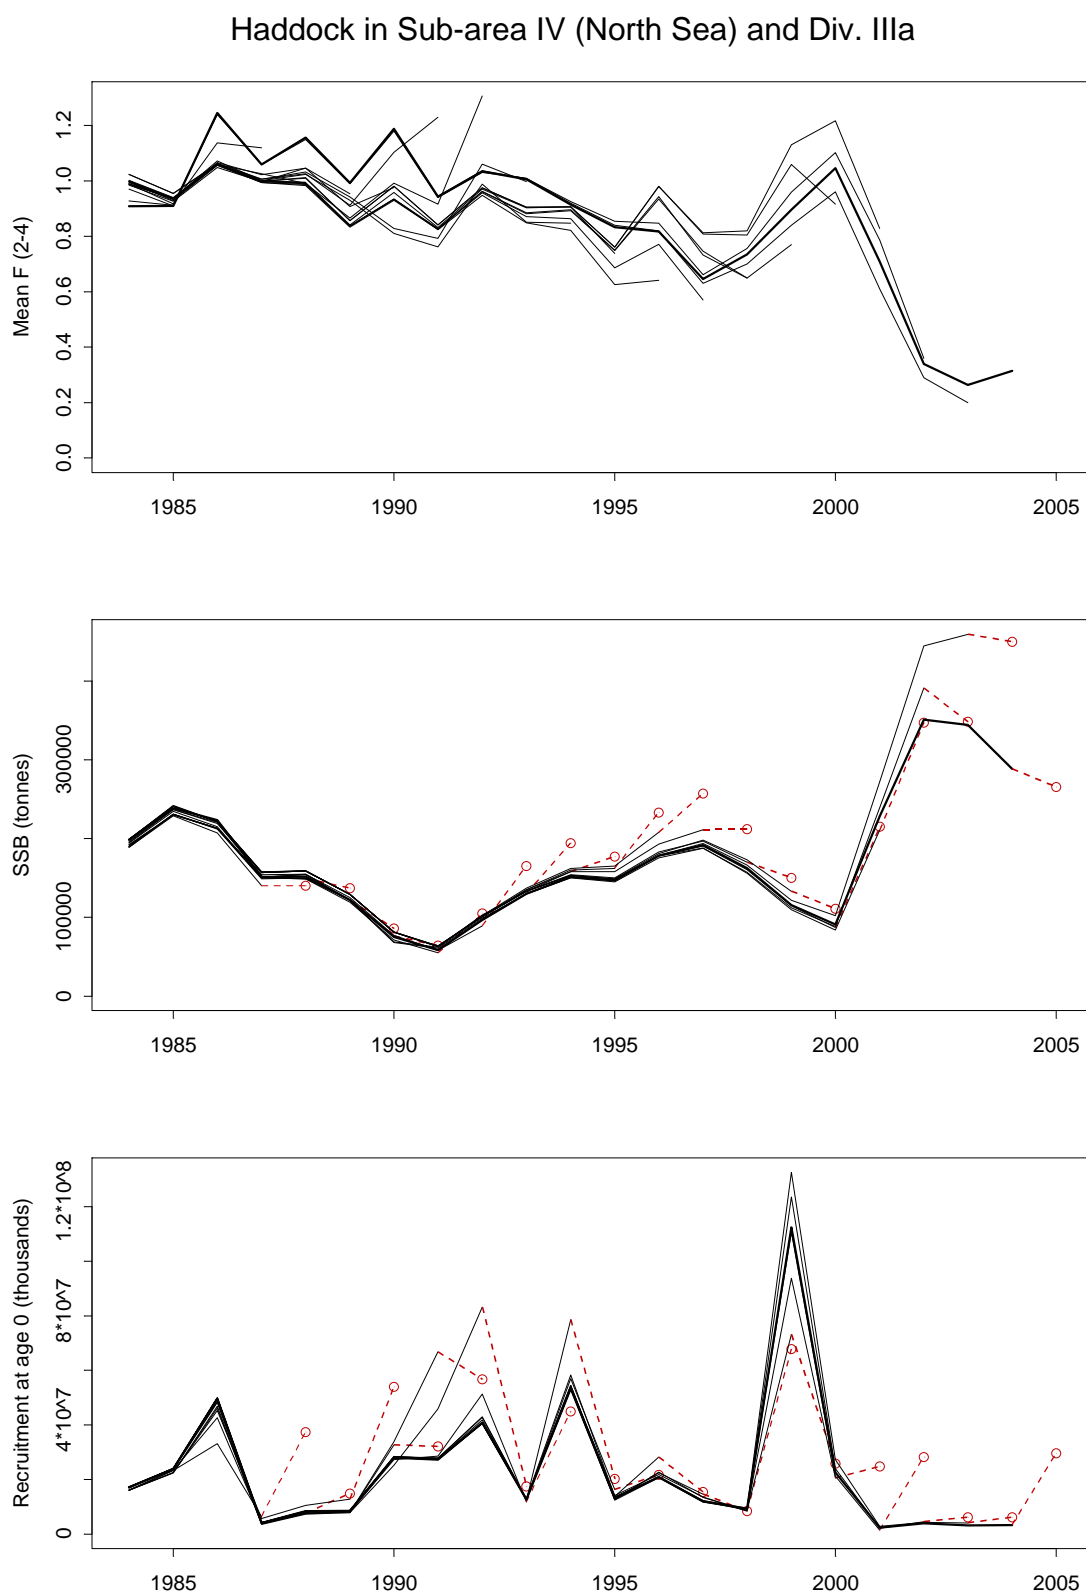 Haddock in Sub-area IV (North Sea) and Div. IIIa
Mean F (2-4)
1.2
1.0
0.8
0.6
0.4
0.2
0.0
1985 1990 1995 2000 2005
SSB (tonnes)
300000
100000
0
1985 1990 1995 2000 2005
Recruitment at age 0 (thousands)
1.2*10^8
8*10^7
4*10^7
0
1985 1990 1995 2000 2005